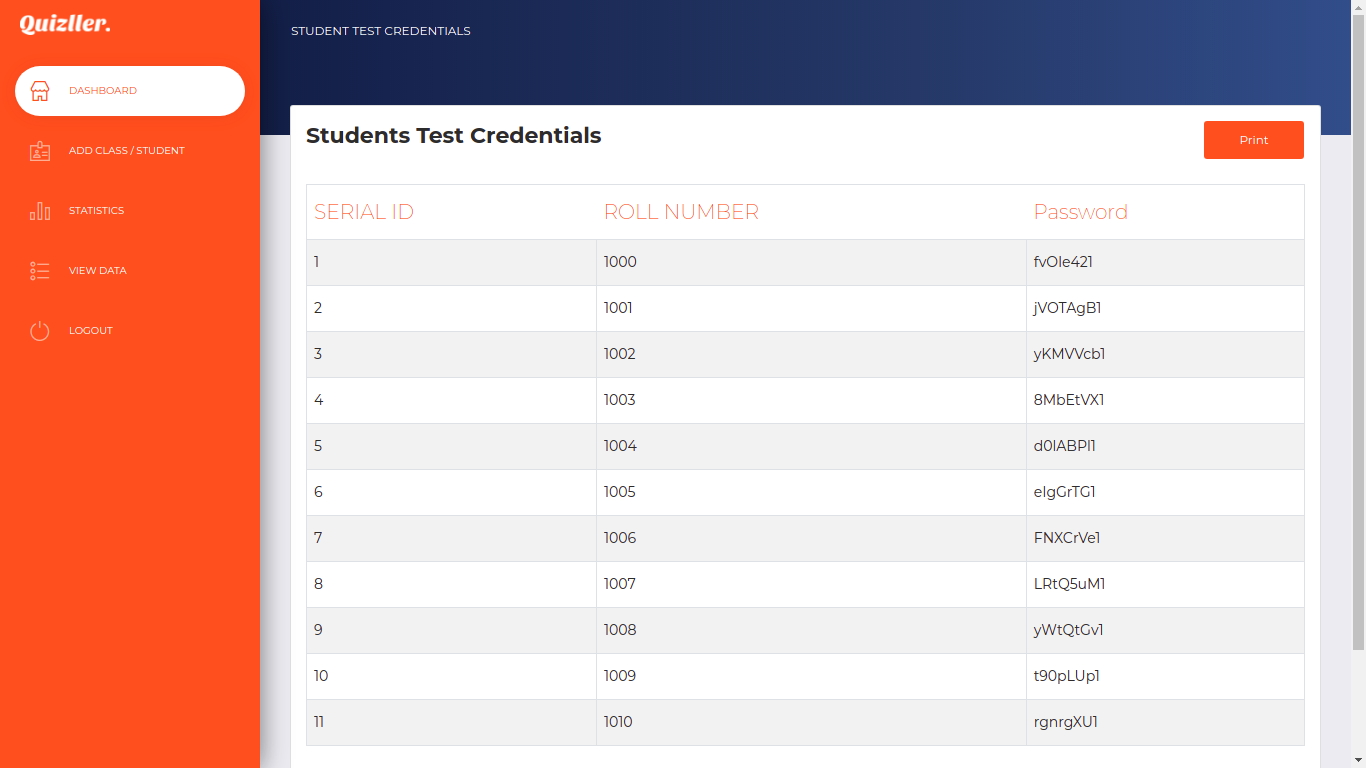 Quizller.
STUDENT TEST CREDENTIALS
DASHBOARD
ADD CLASS / STUDENT
STATISTICS
VIEW DATA
LOGOUT
Students Test Credentials
Print
SERIAL ID ROLL NUMBER Password
1 1000 fvOle421
2 1001 jVOTAgB1
3 1002 yKMVVcb1
4 1003 8MbEtVX1
5 1004 d0lABPl1
6 1005 elgGrTG1
7 1006 FNXCrVe1
8 1007 LRtQ5uM1
9 1008 yWtQtGv1
10 1009 t90pLUp1
11 1010 rgnrgXU1